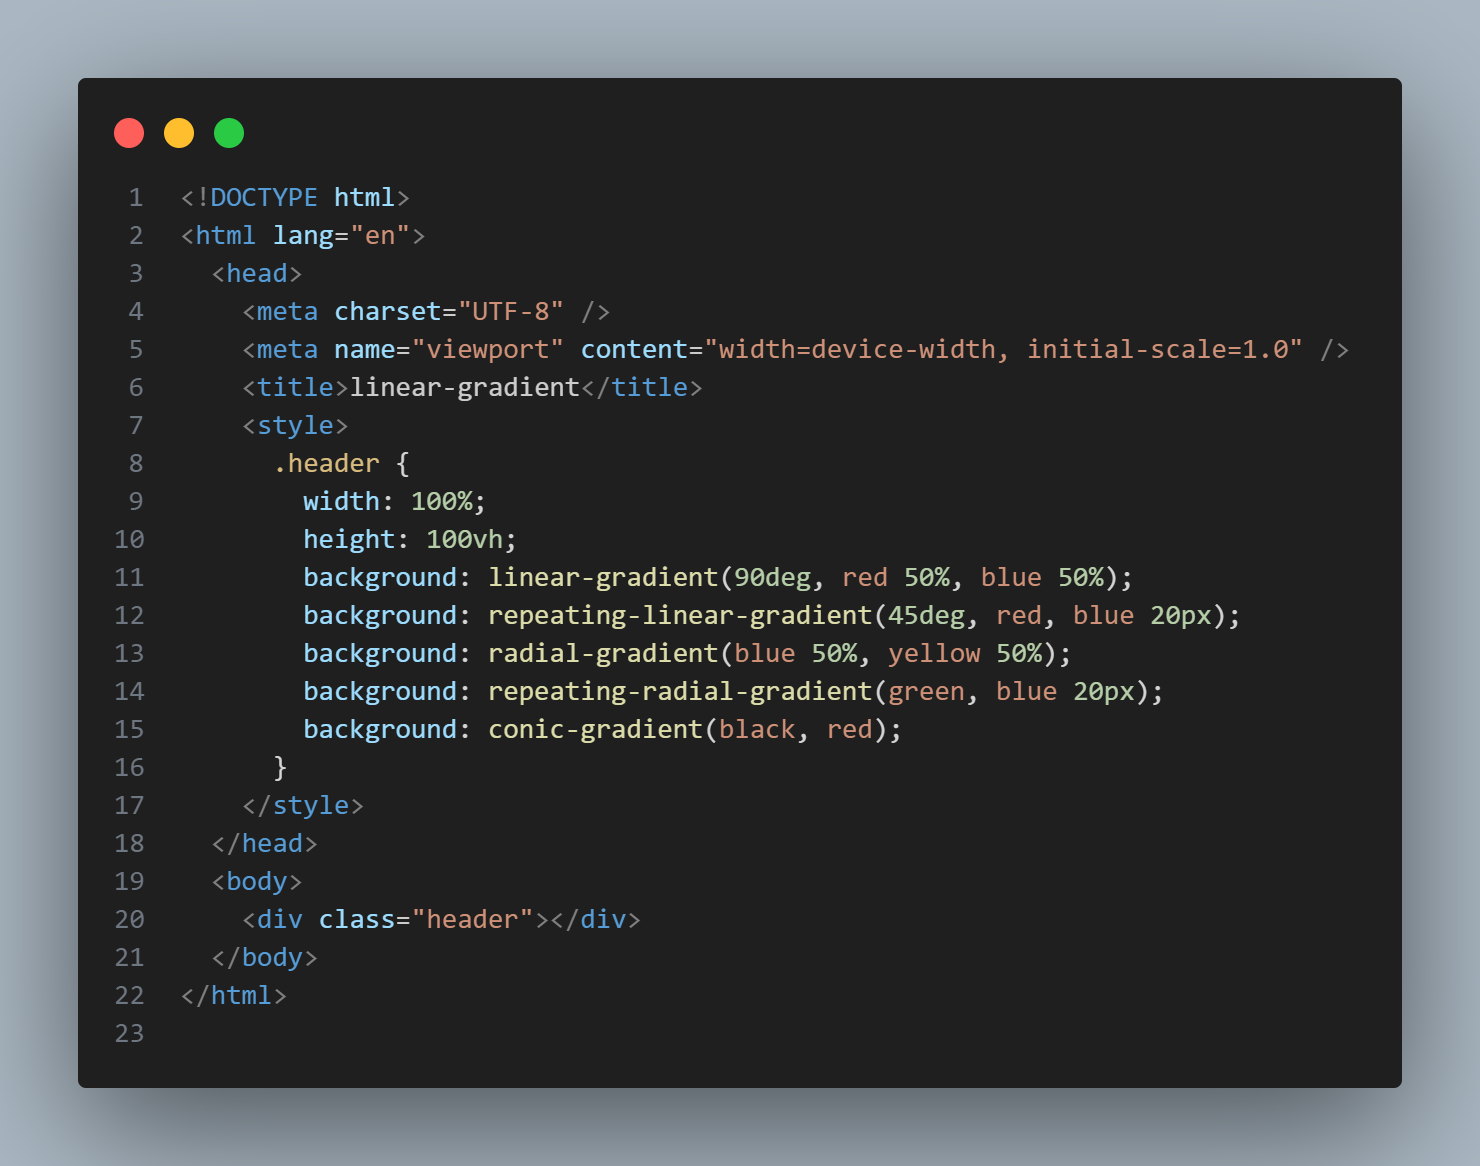 1 <!DOCTYPE html>
2 <html lang="en">
3   <head>
4     <meta charset="UTF-8" />
5     <meta name="viewport" content="width=device-width, initial-scale=1.0" />
6     <title>linear-gradient</title>
7     <style>
8       .header {
9         width: 100%;
10         height: 100vh;
11         background: linear-gradient(90deg, red 50%, blue 50%);
12         background: repeating-linear-gradient(45deg, red, blue 20px);
13         background: radial-gradient(blue 50%, yellow 50%);
14         background: repeating-radial-gradient(green, blue 20px);
15         background: conic-gradient(black, red);
16       }
17     </style>
18   </head>
19   <body>
20     <div class="header"></div>
21   </body>
22 </html>
23